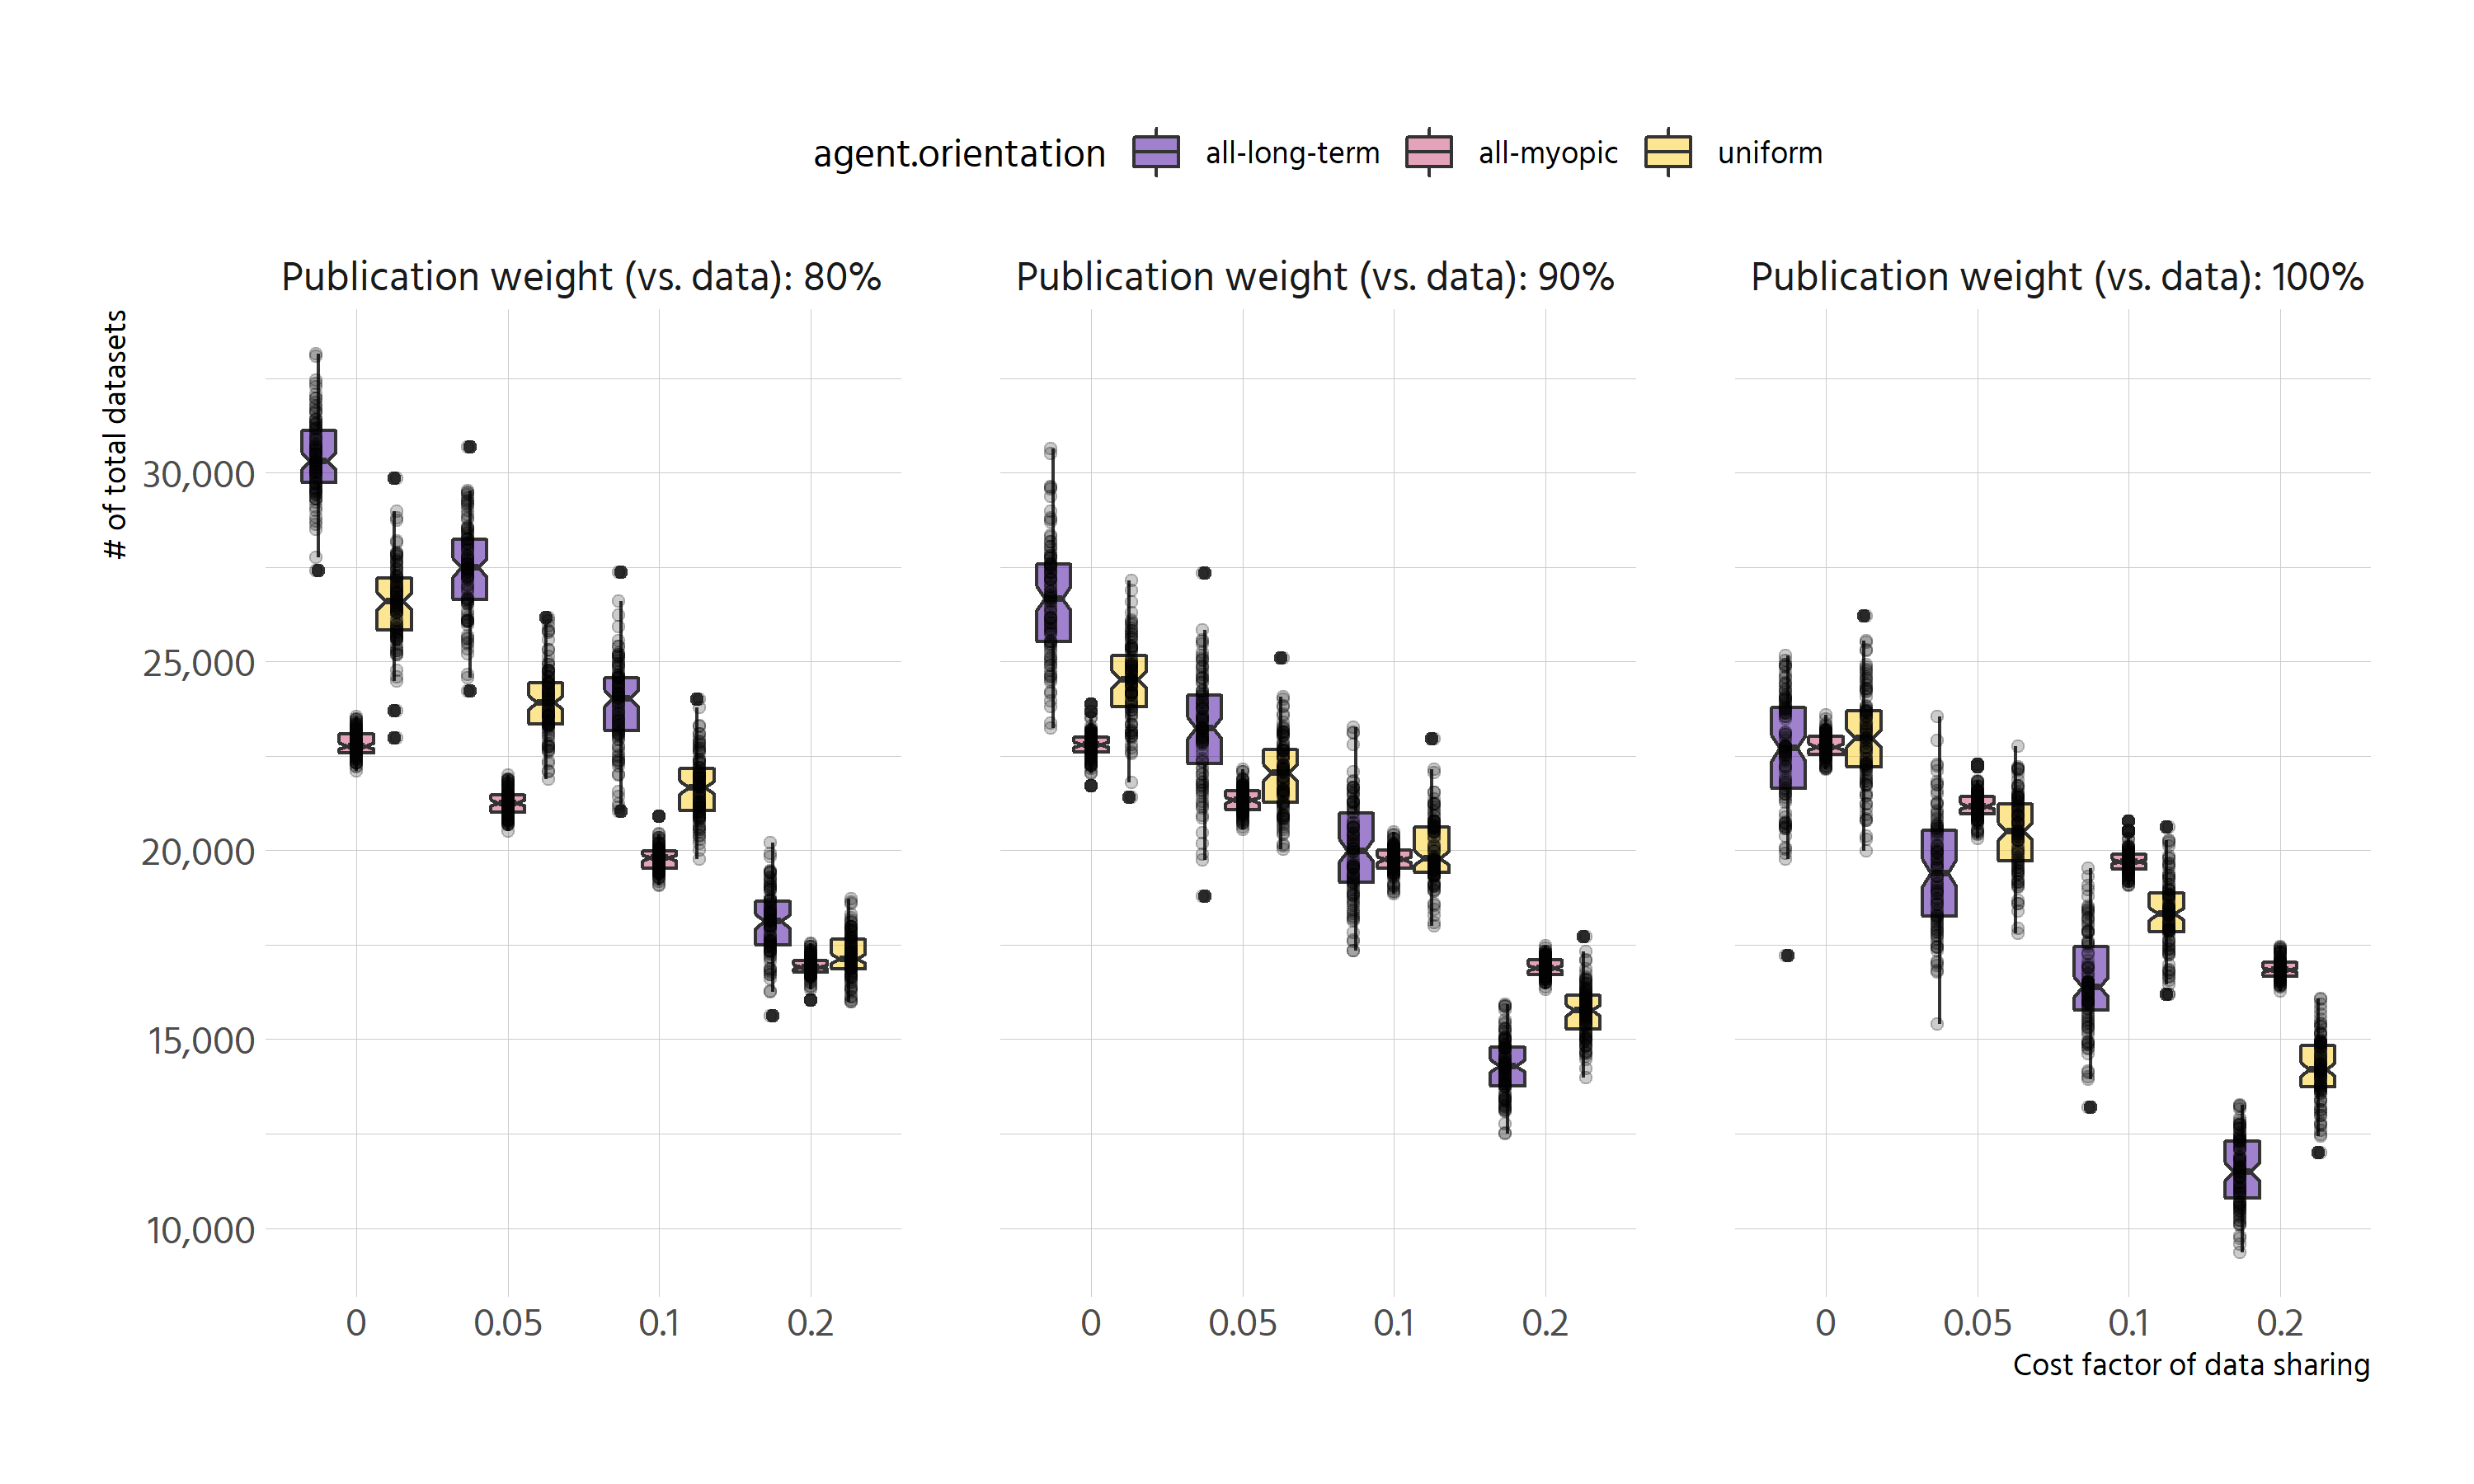 agent.orientation all-long-term all-myopic uniform
Publication weight (vs. data): 80% Publication weight (vs. data): 90% Publication weight (vs. data): 100%
# of total datasets
30,000
25,000
20,000
15,000
10,000
0 0.05 0.1 0.2 0 0.05 0.1 0.2 0 0.05 0.1 0.2
Cost factor of data sharing